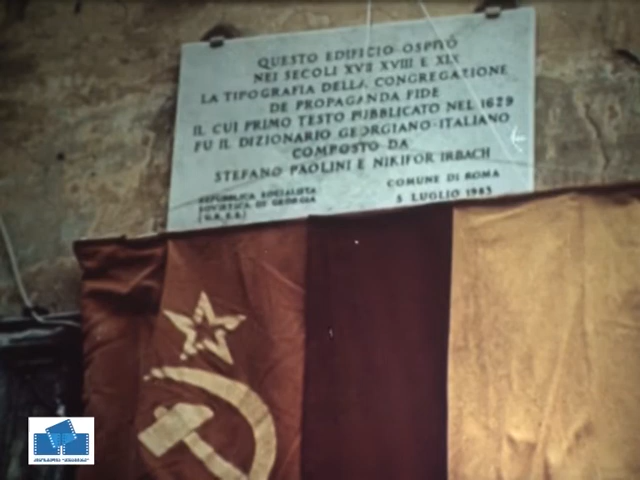 QUESTO EDIFICIO OSPITÒ
NEI SECOLI XVII XVIII E XIX
LA TIPOGRAFIA DELLA CONGREGAZIONE
DE PROPAGANDA FIDE
IL CUI PRIMO TESTO PUBBLICATO NEL 1629
FU IL DIZIONARIO GEORGIANO-ITALIANO
COMPOSTO DA
STEFANO PAOLINI E NIKIFOR IRBACH
REPUBBLICA SOCIALISTA
SOVIETICA DI GEORGIA
(U.R.S.S.)
COMUNE DI ROMA
5 LUGLIO 1983